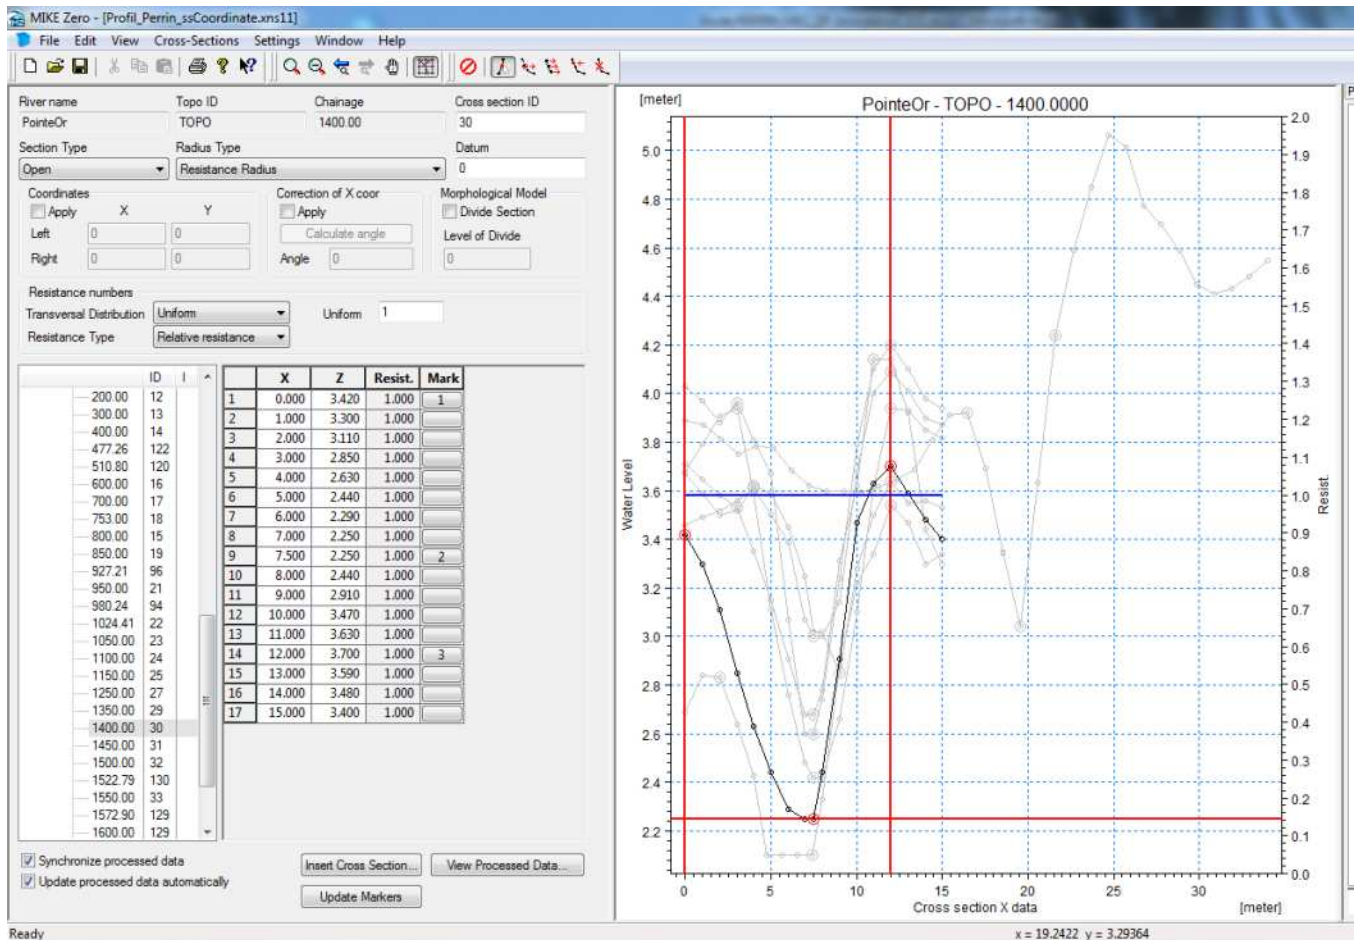 MIKE Zero - [Profil_Perrin_ssCoordinate.xns11]
File Edit View Cross-Sections Settings Window Help
River name Topo ID Chainage Cross section ID
PointeOr TOPO 1400.00 30
Section Type Radius Type Datum
Open Resistance Radius 0
Coordinates Correction of X coor Morphological Model
Apply X Y Apply Divide Section
Left 0 0 Calculate angle Level of Divide
Right 0 0 Angle 0 0
Resistance numbers
Transversal Distribution Uniform Uniform 1
Resistance Type Relative resistance
ID I
200.00 12
300.00 13
400.00 14
477.26 122
510.80 120
600.00 16
700.00 17
753.00 18
800.00 15
850.00 19
927.21 96
950.00 21
980.24 94
1024.41 22
1050.00 23
1100.00 24
1150.00 25
1250.00 27
1350.00 29
1400.00 30
1450.00 31
1500.00 32
1522.79 130
1550.00 33
1572.90 129
1600.00 129
X Z Resist. Mark
1 0.000 3.420 1.000 1
2 1.000 3.300 1.000
3 2.000 3.110 1.000
4 3.000 2.850 1.000
5 4.000 2.630 1.000
6 5.000 2.440 1.000
7 6.000 2.290 1.000
8 7.000 2.250 1.000
9 7.500 2.250 1.000 2
10 8.000 2.440 1.000
11 9.000 2.910 1.000
12 10.000 3.470 1.000
13 11.000 3.630 1.000
14 12.000 3.700 1.000 3
15 13.000 3.590 1.000
16 14.000 3.480 1.000
17 15.000 3.400 1.000
Synchronize processed data
Update processed data automatically
Insert Cross Section... View Processed Data...
Update Markers
[meter]
PointeOr - TOPO - 1400.0000
5.0
4.8
4.6
4.4
4.2
4.0
3.8
3.6
3.4
3.2
3.0
2.8
2.6
2.4
2.2
Water Level
2.0
1.9
1.8
1.7
1.6
1.5
1.4
1.3
1.2
1.1
1.0
0.9
0.8
0.7
0.6
0.5
0.4
0.3
0.2
0.1
0.0
Resist.
0 5 10 15 20 25 30
Cross section X data [meter]
Ready x = 19.2422 y = 3.29364